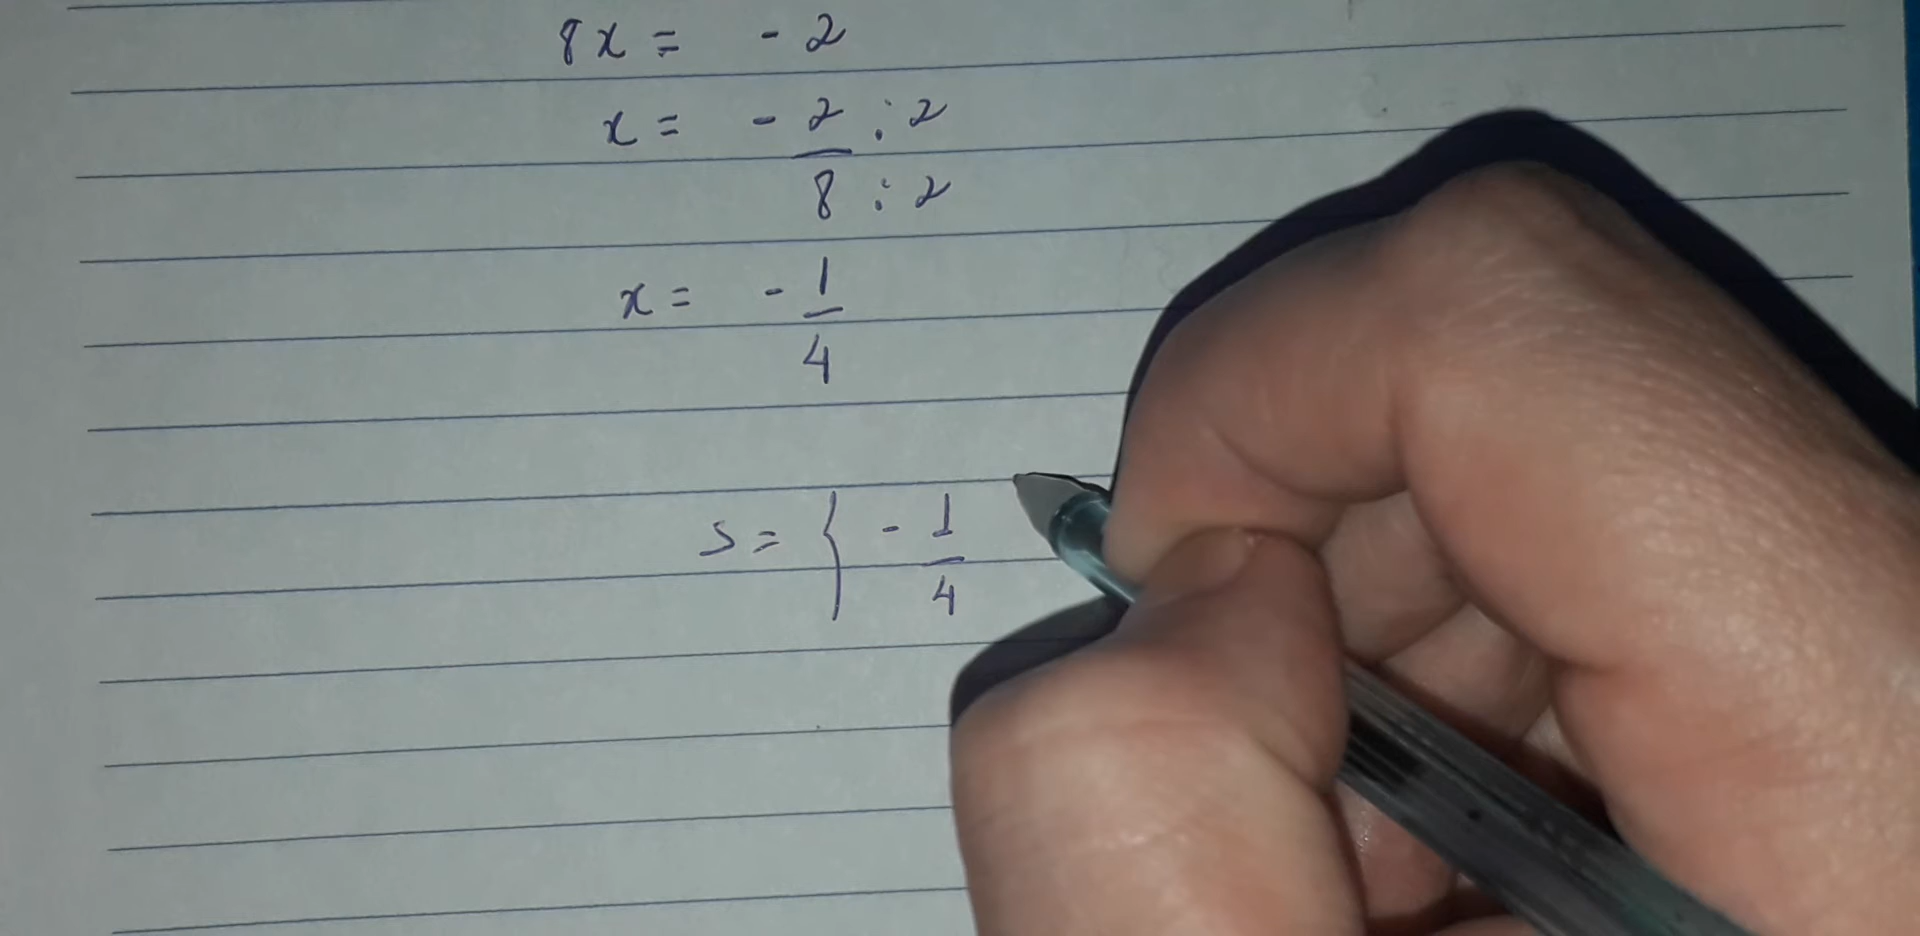 8x = - 2
x = - 2/8 : 2 : 2
x = - 1/4
S = { - 1/4